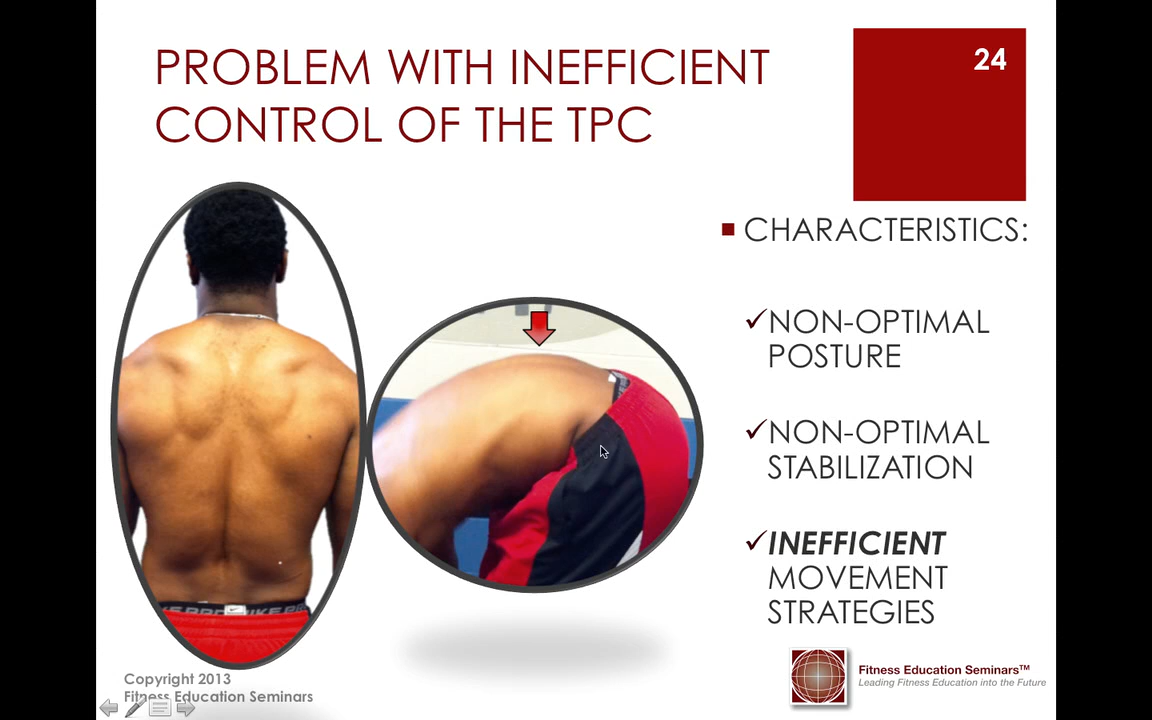 PROBLEM WITH INEFFICIENT
CONTROL OF THE TPC
24
CHARACTERISTICS:
NON-OPTIMAL
POSTURE
NON-OPTIMAL
STABILIZATION
INEFFICIENT
MOVEMENT
STRATEGIES
Copyright 2013
Fitness Education Seminars
Fitness Education Seminars™
Leading Fitness Education into the Future